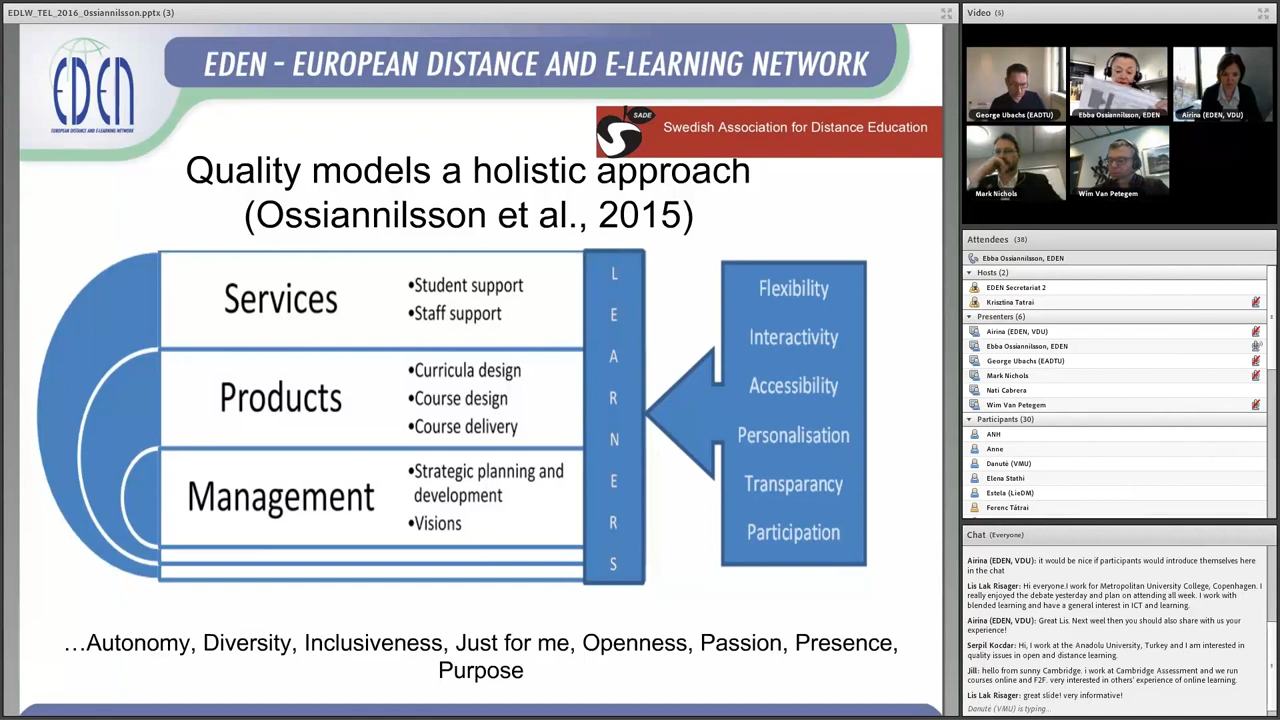 EDLW_TEL_2016_Ossiannilsson.pptx (3)
EDEN
EUROPEAN DISTANCE AND E-LEARNING NETWORK
EDEN – EUROPEAN DISTANCE AND E-LEARNING NETWORK
SADE
Swedish Association for Distance Education
Quality models a holistic approach
(Ossiannilsson et al., 2015)
Services
•Student support
•Staff support
Products
•Curricula design
•Course design
•Course delivery
Management
•Strategic planning and
development
•Visions
L
E
A
R
N
E
R
S
Flexibility
Interactivity
Accessibility
Personalisation
Transparancy
Participation
…Autonomy, Diversity, Inclusiveness, Just for me, Openness, Passion, Presence,
Purpose
Video (5)
George Ubachs (EADTU)
Ebba Ossiannilsson, EDEN
Airina (EDEN, VDU)
Mark Nichols
Wim Van Petegem
Attendees (38)
Ebba Ossiannilsson, EDEN
Hosts (2)
EDEN Secretariat 2
Krisztina Tatrai
Presenters (6)
Airina (EDEN, VDU)
Ebba Ossiannilsson, EDEN
George Ubachs (EADTU)
Mark Nichols
Nati Cabrera
Wim Van Petegem
Participants (30)
ANH
Anne
Danutė (VMU)
Elena Stathi
Estela (LieDM)
Ferenc Tátrai
Chat (Everyone)
Airina (EDEN, VDU): it would be nice if participants would introduce themselves here
in the chat
Lis Lak Risager: Hi everyone.I work for Metropolitan University College, Copenhagen. I
really enjoyed the debate yesterday and plan on attending all week. I work with
blended learning and have a general interest in ICT and learning.
Airina (EDEN, VDU): Great Lis. Next weel then you should also share with us your
experience!
Serpil Kocdar: Hi, I work at the Anadolu University, Turkey and I am interested in
quality issues in open and distance learning.
Jill: hello from sunny Cambridge. i work at Cambridge Assessment and we run
courses online and F2F. very interested in others' experience of online learning.
Lis Lak Risager: great slide! very informative!
Danutė (VMU) is typing...